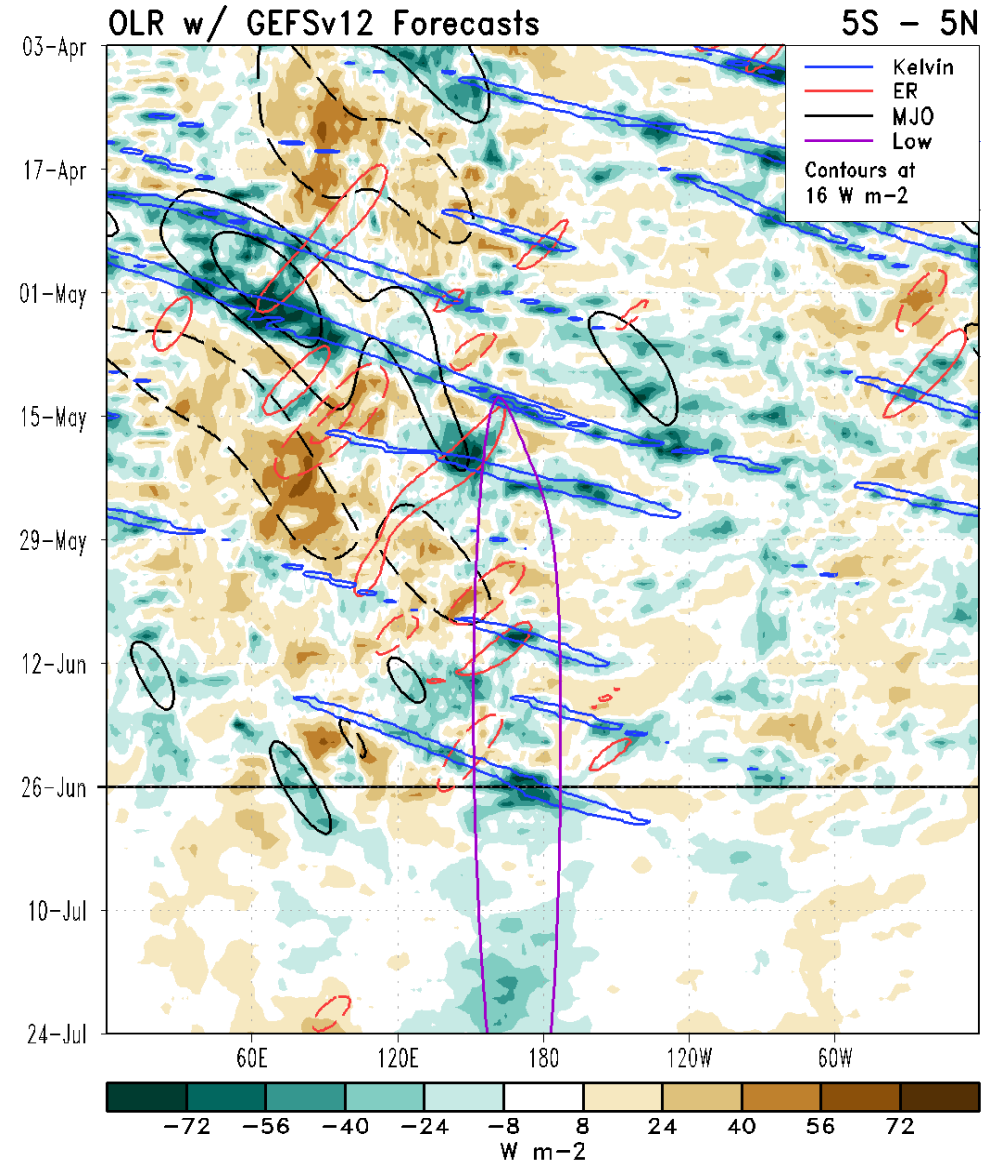 OLR w/ GEFSv12 Forecasts 5S - 5N
Kelvin
ER
MJO
Low
Contours at
16 W m-2
03-Apr
17-Apr
01-May
15-May
29-May
12-Jun
26-Jun
10-Jul
24-Jul
60E 120E 180 120W 60W
-72 -56 -40 -24 -8 8 24 40 56 72
W m-2